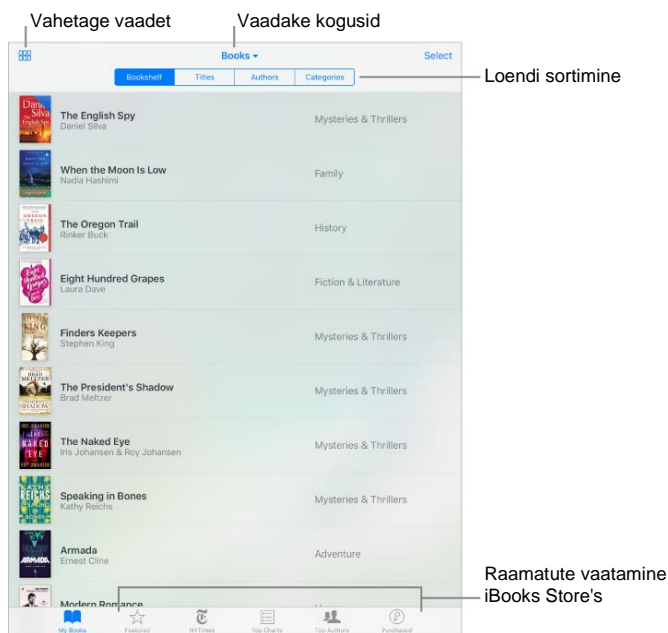 Vahetage vaadet
Vaadake kogusid
Books
Select
Bookshelf Titles Authors Categories
Loendi sortimine
The English Spy
Daniel Silva
Mysteries & Thrillers
When the Moon Is Low
Nadia Hashimi
Family
The Oregon Trail
Rinker Buck
History
Eight Hundred Grapes
Laura Dave
Fiction & Literature
Finders Keepers
Stephen King
Mysteries & Thrillers
The President's Shadow
Brad Meltzer
Mysteries & Thrillers
The Naked Eye
Iris Johansen & Roy Johansen
Mysteries & Thrillers
Speaking in Bones
Kathy Reichs
Mysteries & Thrillers
Armada
Ernest Cline
Adventure
Modern Romance
Raamatute vaatamine
iBooks Store's
My Books Featured NYTimes Top Charts Top Authors Purchased